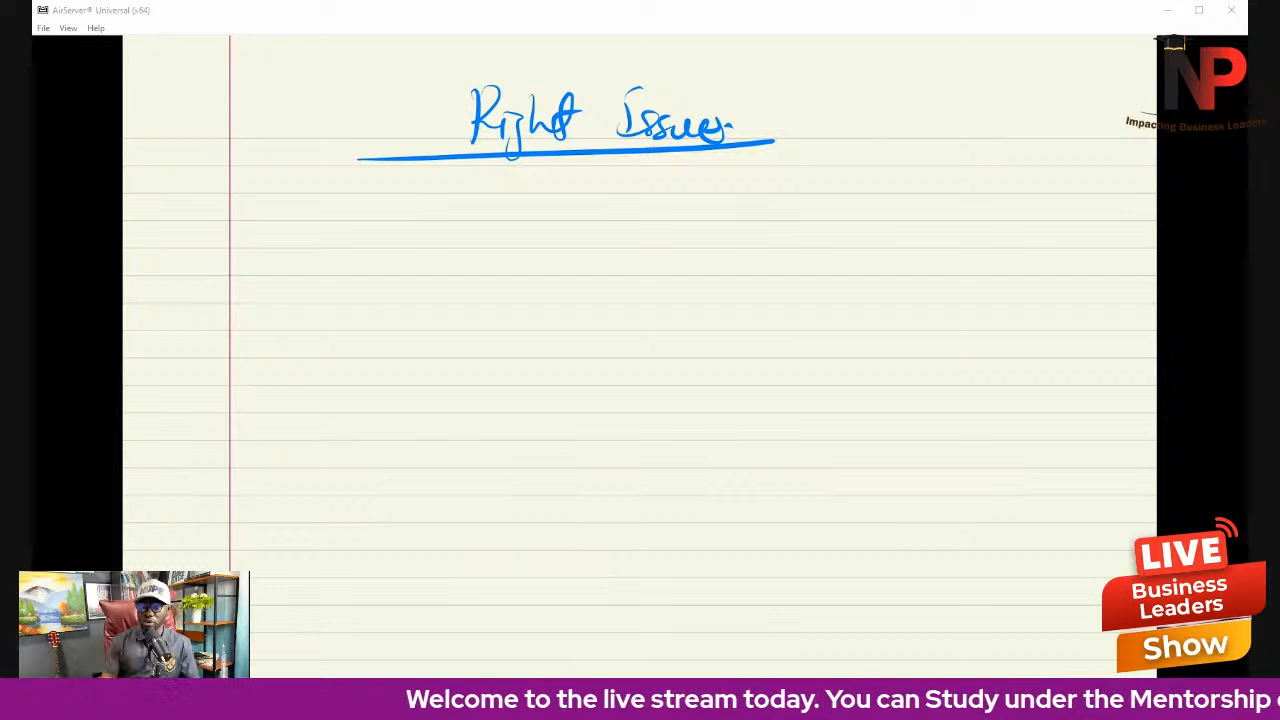 AirServer® Universal (x64)
File View Help
Right Issues
NP
Impacting Business Leaders
LIVE
Business
Leaders
Show
Welcome to the live stream today. You can Study under the Mentorship